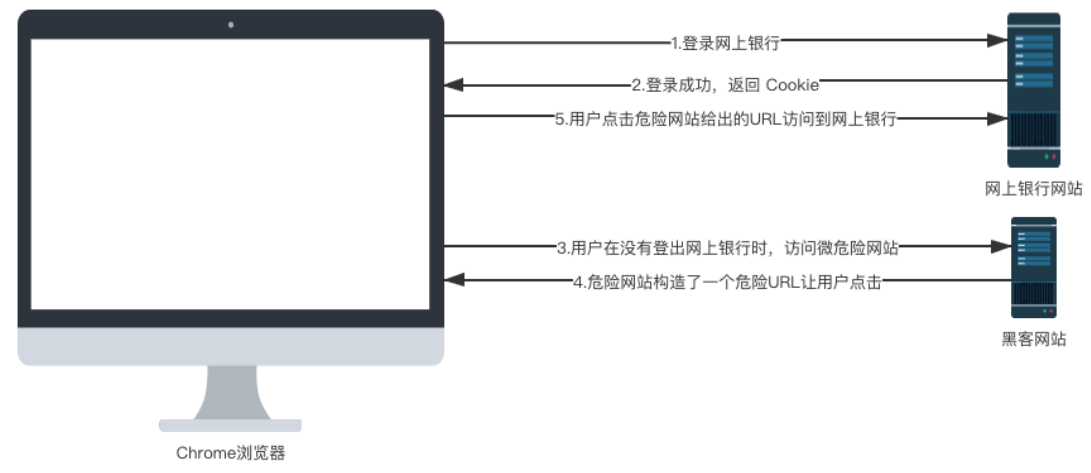 1.登录网上银行
2.登录成功，返回 Cookie
5.用户点击危险网站给出的URL访问到网上银行
网上银行网站
3.用户在没有登出网上银行时，访问微危险网站
4.危险网站构造了一个危险URL让用户点击
黑客网站
Chrome浏览器